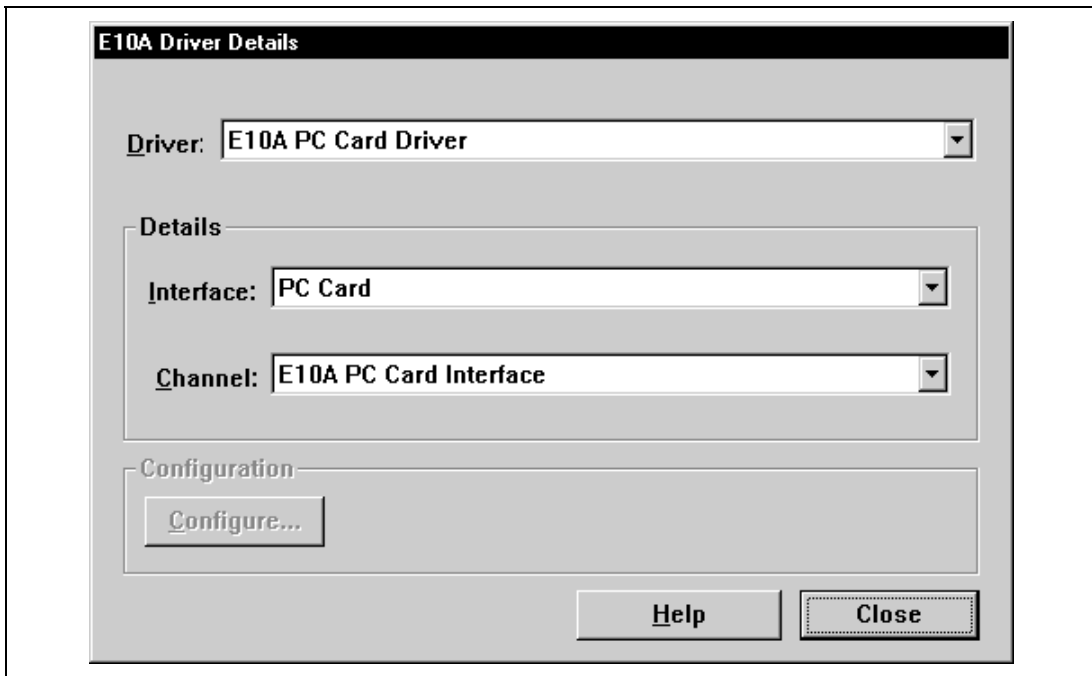 E10A Driver Details
Driver: E10A PC Card Driver
Details
Interface: PC Card
Channel: E10A PC Card Interface
Configuration
Configure...
Help Close